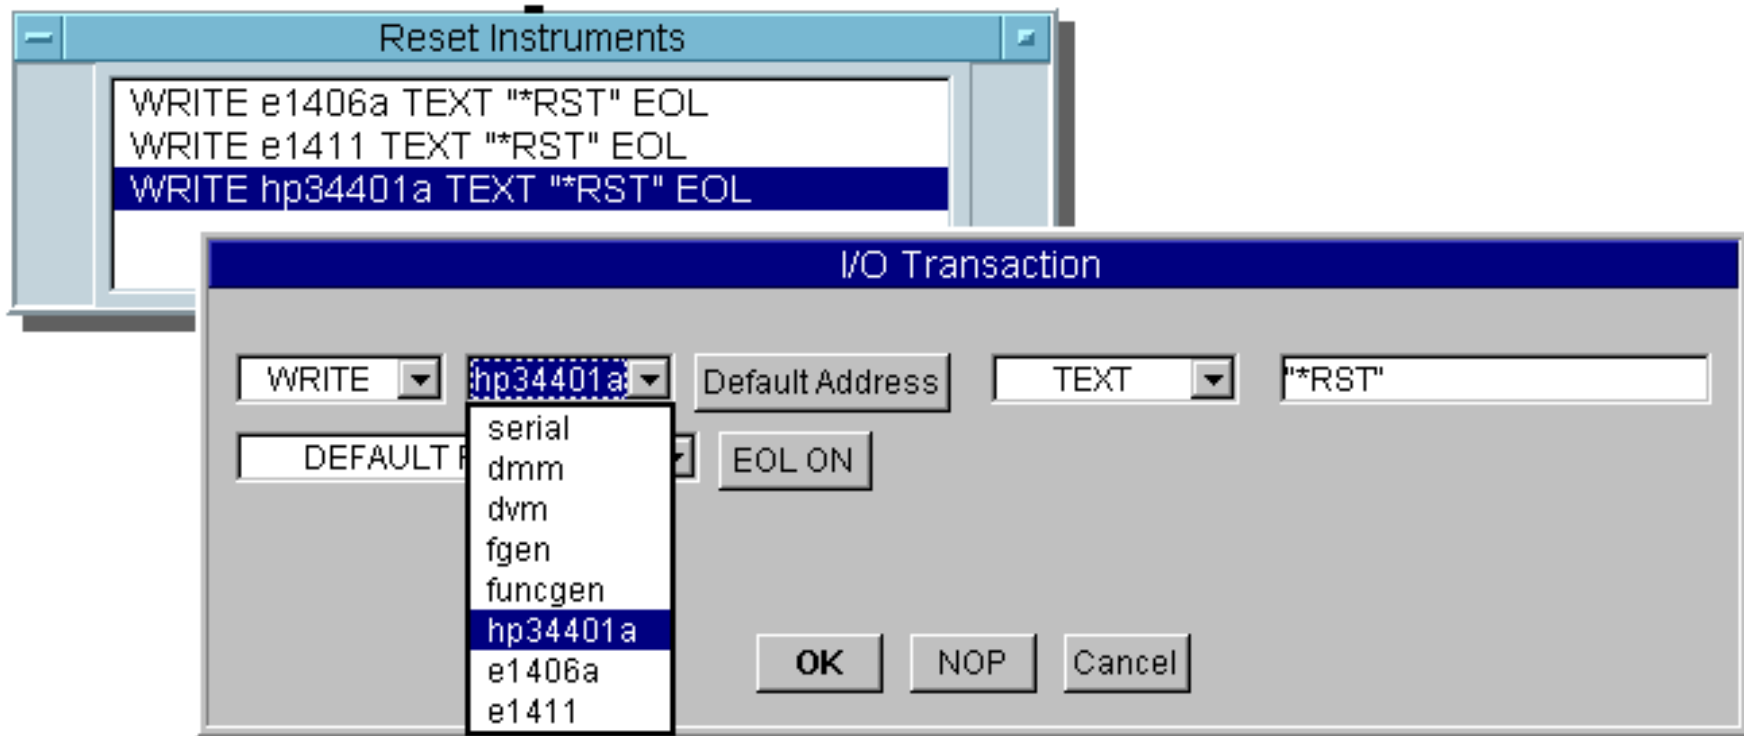 Reset Instruments
WRITE e1406a TEXT "*RST" EOL
WRITE e1411 TEXT "*RST" EOL
WRITE hp34401a TEXT "*RST" EOL
I/O Transaction
WRITE hp34401a Default Address TEXT "*RST"
DEFAULT EOL ON
serial
dmm
dvm
fgen
funcgen
hp34401a
e1406a
e1411
OK NOP Cancel